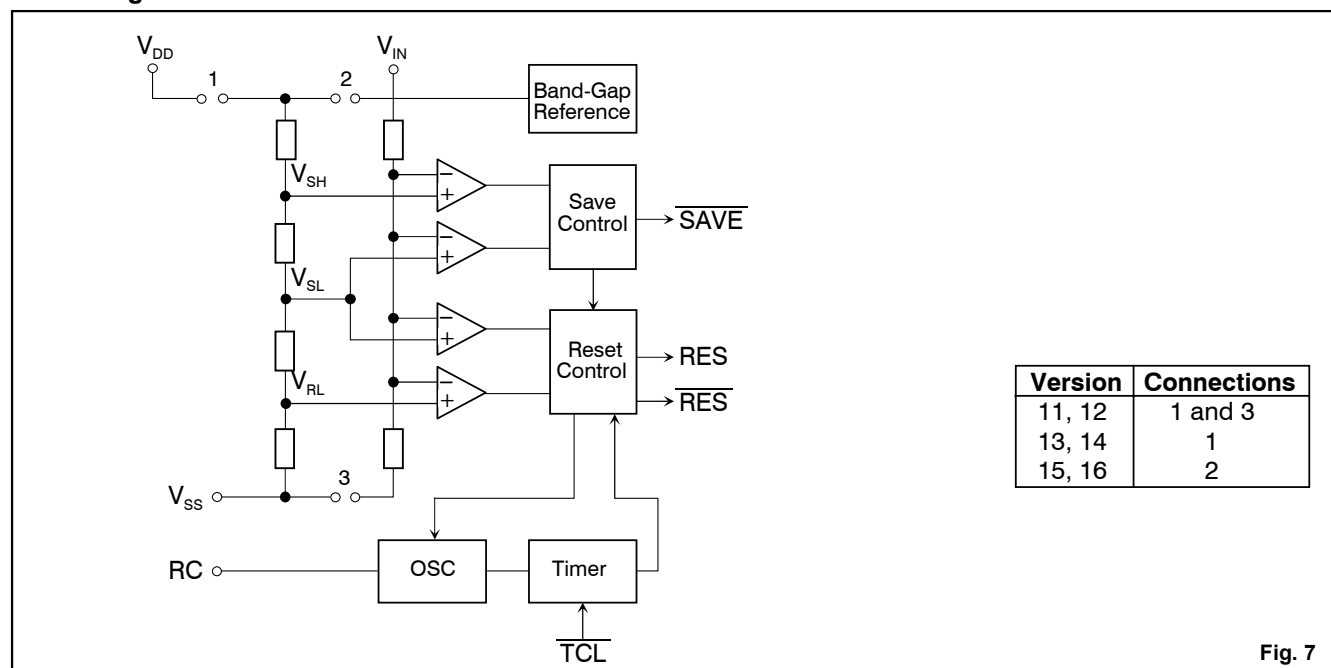 V_DD
V_IN
1
2
Band-Gap
Reference
V_SH
−
+
Save
Control
SAVE
−
+
V_SL
−
+
Reset
Control
RES
RES
V_RL
−
+
V_SS
3
RC
OSC
Timer
TCL
Version Connections
11, 12 1 and 3
13, 14 1
15, 16 2
Fig. 7